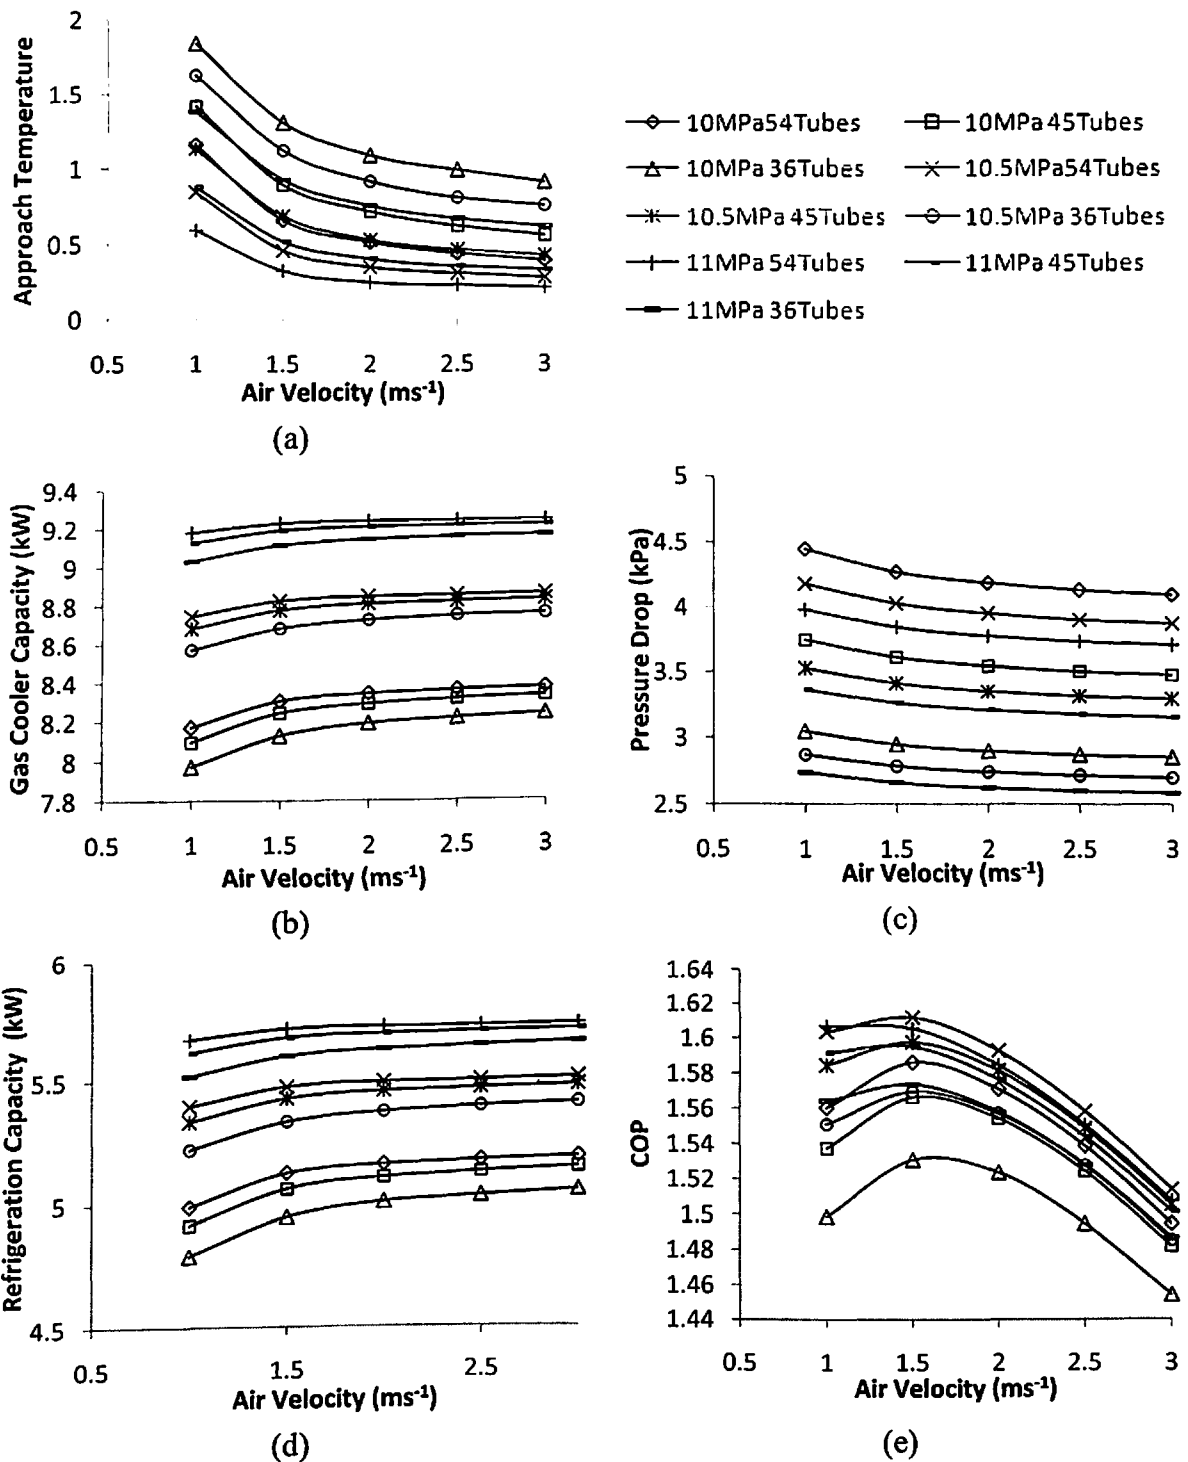 2
1.5
1
0.5
0
Approach Temperature
0.5 1 1.5 2 2.5 3
Air Velocity (ms-1)
(a)
10MPa54Tubes 10MPa45Tubes
10MPa 36Tubes 10.5MPa54Tubes
10.5MPa 45Tubes 10.5MPa 36Tubes
11MPa 54Tubes 11MPa 45Tubes
11MPa 36Tubes
9.4
9.2
9
8.8
8.6
8.4
8.2
8
7.8
Gas Cooler Capacity (kW)
0.5 1 1.5 2 2.5 3
Air Velocity (ms-1)
(b)
5
4.5
4
3.5
3
2.5
Pressure Drop (kPa)
0.5 1 1.5 2 2.5 3
Air Velocity (ms-1)
(c)
6
5.5
5
4.5
Refrigeration Capacity (kW)
0.5 1.5 2.5
Air Velocity (ms-1)
(d)
1.64
1.62
1.6
1.58
1.56
1.54
1.52
1.5
1.48
1.46
1.44
COP
0.5 1 1.5 2 2.5 3
Air Velocity (ms-1)
(e)